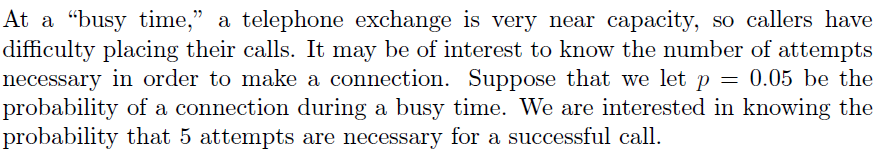 At a “busy time,” a telephone exchange is very near capacity, so callers have
difficulty placing their calls. It may be of interest to know the number of attempts
necessary in order to make a connection. Suppose that we let p = 0.05 be the
probability of a connection during a busy time. We are interested in knowing the
probability that 5 attempts are necessary for a successful call.